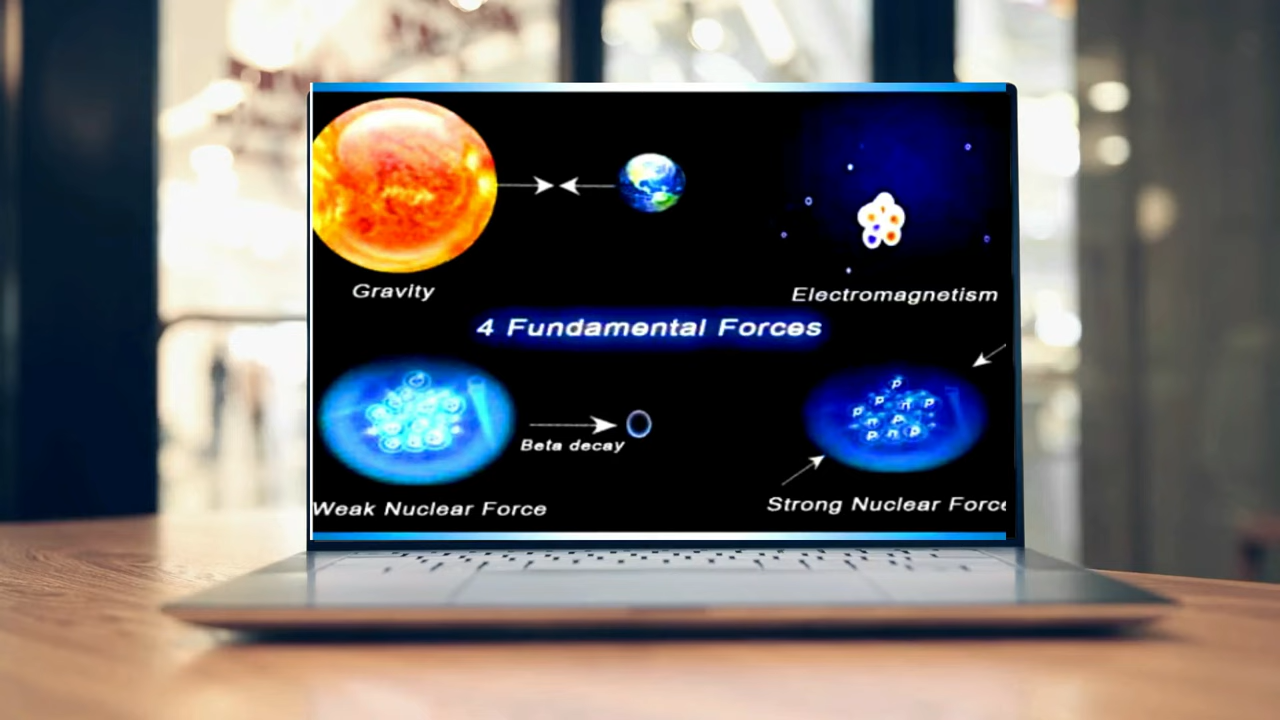 Gravity
Electromagnetism
4 Fundamental Forces
p
p n p
p p
p n p
Beta decay
Weak Nuclear Force
Strong Nuclear Force